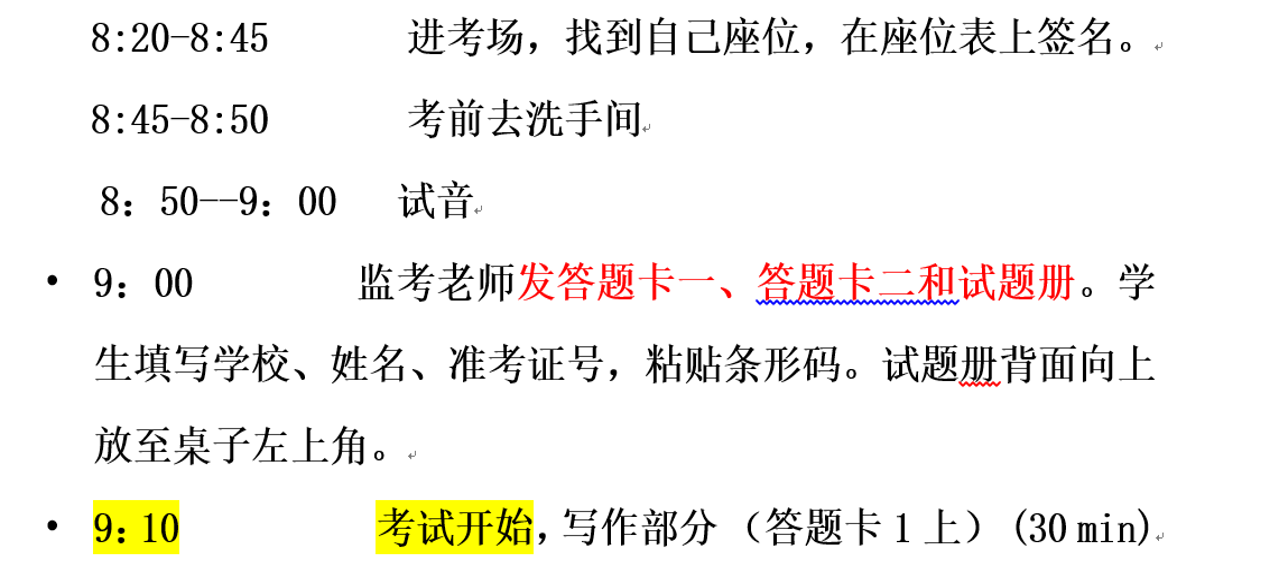 8:20-8:45 进考场，找到自己座位，在座位表上签名。
8:45-8:50 考前去洗手间
8：50--9：00 试音
• 9：00 监考老师发答题卡一、答题卡二和试题册。学
生填写学校、姓名、准考证号，粘贴条形码。试题册背面向上
放至桌子左上角。
• 9：10 考试开始，写作部分（答题卡 1 上）(30 min)